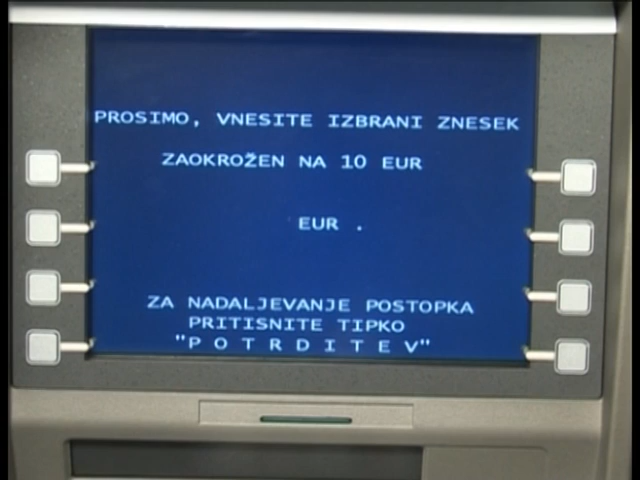 PROSIMO, VNESITE IZBRANI ZNESEK
ZAOKROŽEN NA 10 EUR
EUR .
ZA NADALJEVANJE POSTOPKA
PRITISNITE TIPKO
"P O T R D I T E V"